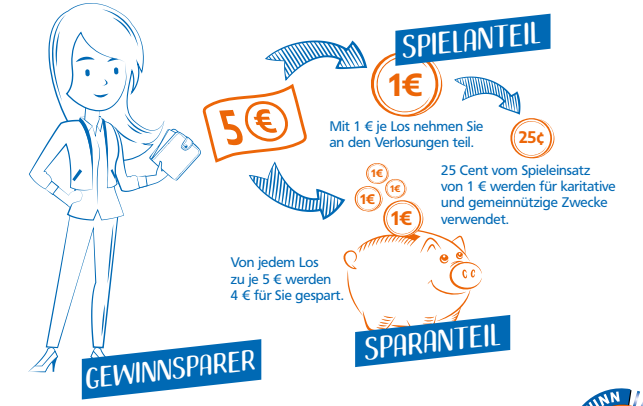 SPIELANTEIL
1€
5€
Mit 1 € je Los nehmen Sie
an den Verlosungen teil.
25¢
25 Cent vom Spieleinsatz
von 1 € werden für karitative
und gemeinnützige Zwecke
verwendet.
1€
1€
1€
1€
Von jedem Los
zu je 5 € werden
4 € für Sie gespart.
SPARANTEIL
GEWINNSPARER